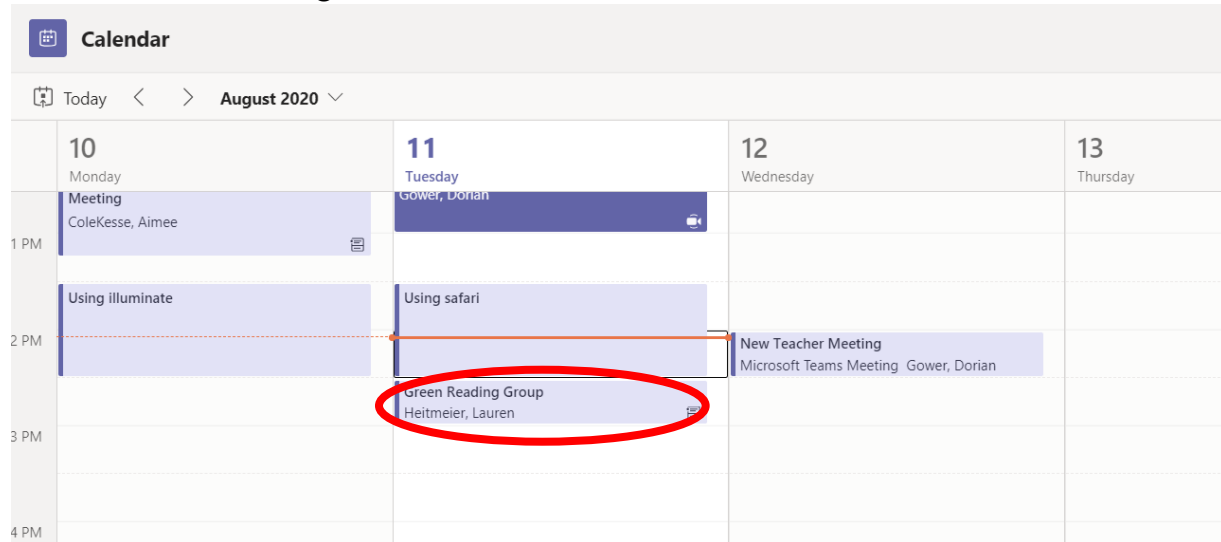 Calendar
Today August 2020
10
Monday
11
Tuesday
12
Wednesday
13
Thursday
Meeting
ColeKesse, Aimee
Gower, Dorian
1 PM
Using illuminate
Using safari
2 PM
New Teacher Meeting
Microsoft Teams Meeting Gower, Dorian
Green Reading Group
Heitmeier, Lauren
3 PM
4 PM